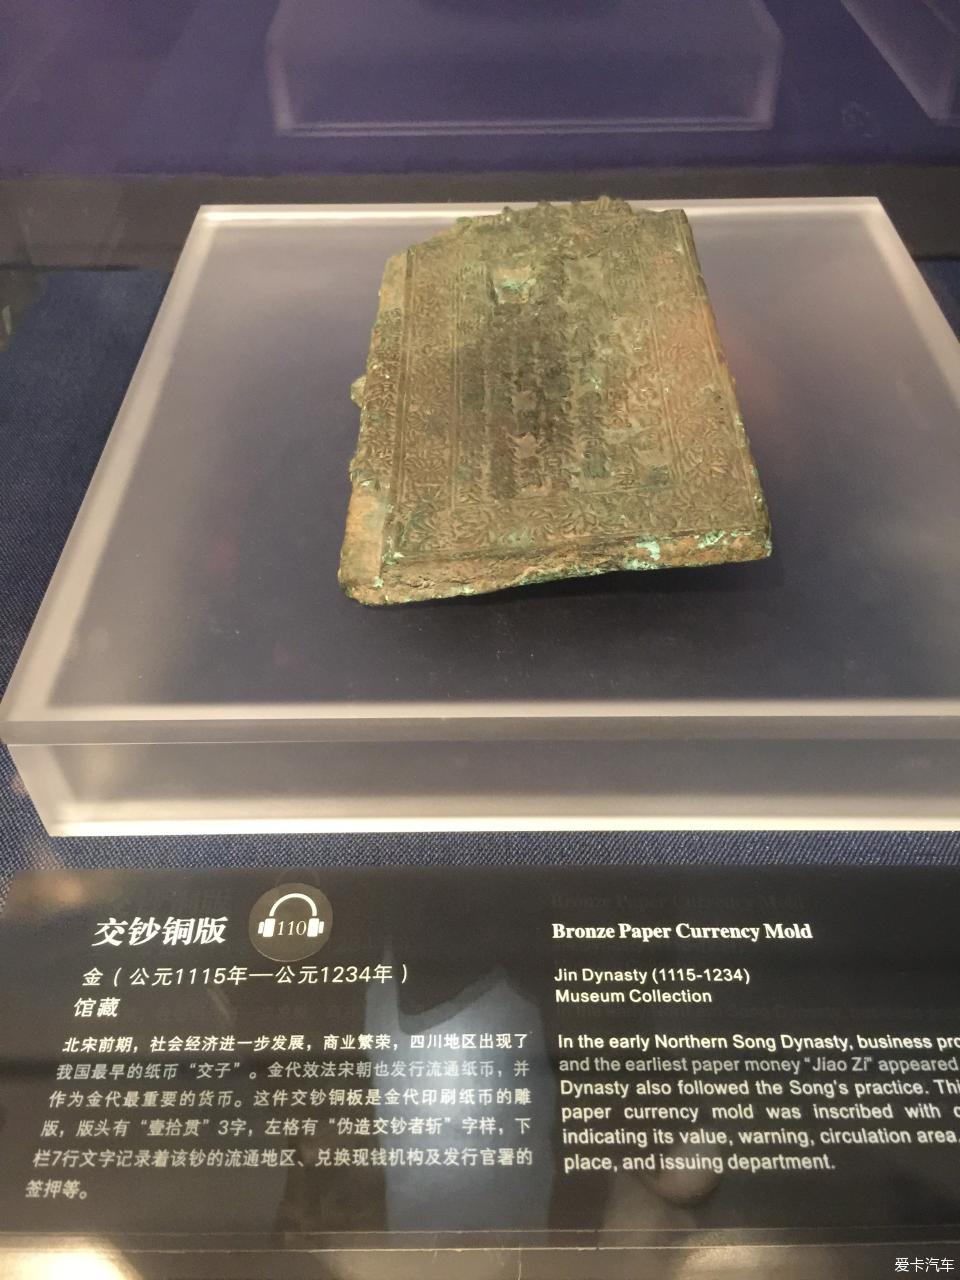 交钞铜版
110
金（公元1115年—公元1234年）
馆藏
北宋前期，社会经济进一步发展，商业繁荣，四川地区出现了
我国最早的纸币“交子”。金代效法宋朝也发行流通纸币，并
作为金代最重要的货币。这件交钞铜板是金代印刷纸币的雕
版，版头有“壹拾贯”3字，左格有“伪造交钞者斩”字样，下
栏7行文字记录着该钞的流通地区、兑换现钱机构及发行官署的
签押等。
Bronze Paper Currency Mold
Jin Dynasty (1115-1234)
Museum Collection
In the early Northern Song Dynasty, business
and the earliest paper money “Jiao Zi” appeared
Dynasty also followed the Song's practice.
paper currency mold was inscribed with
indicating its value, warning, circulation area,
place, and issuing department.
爱卡汽车